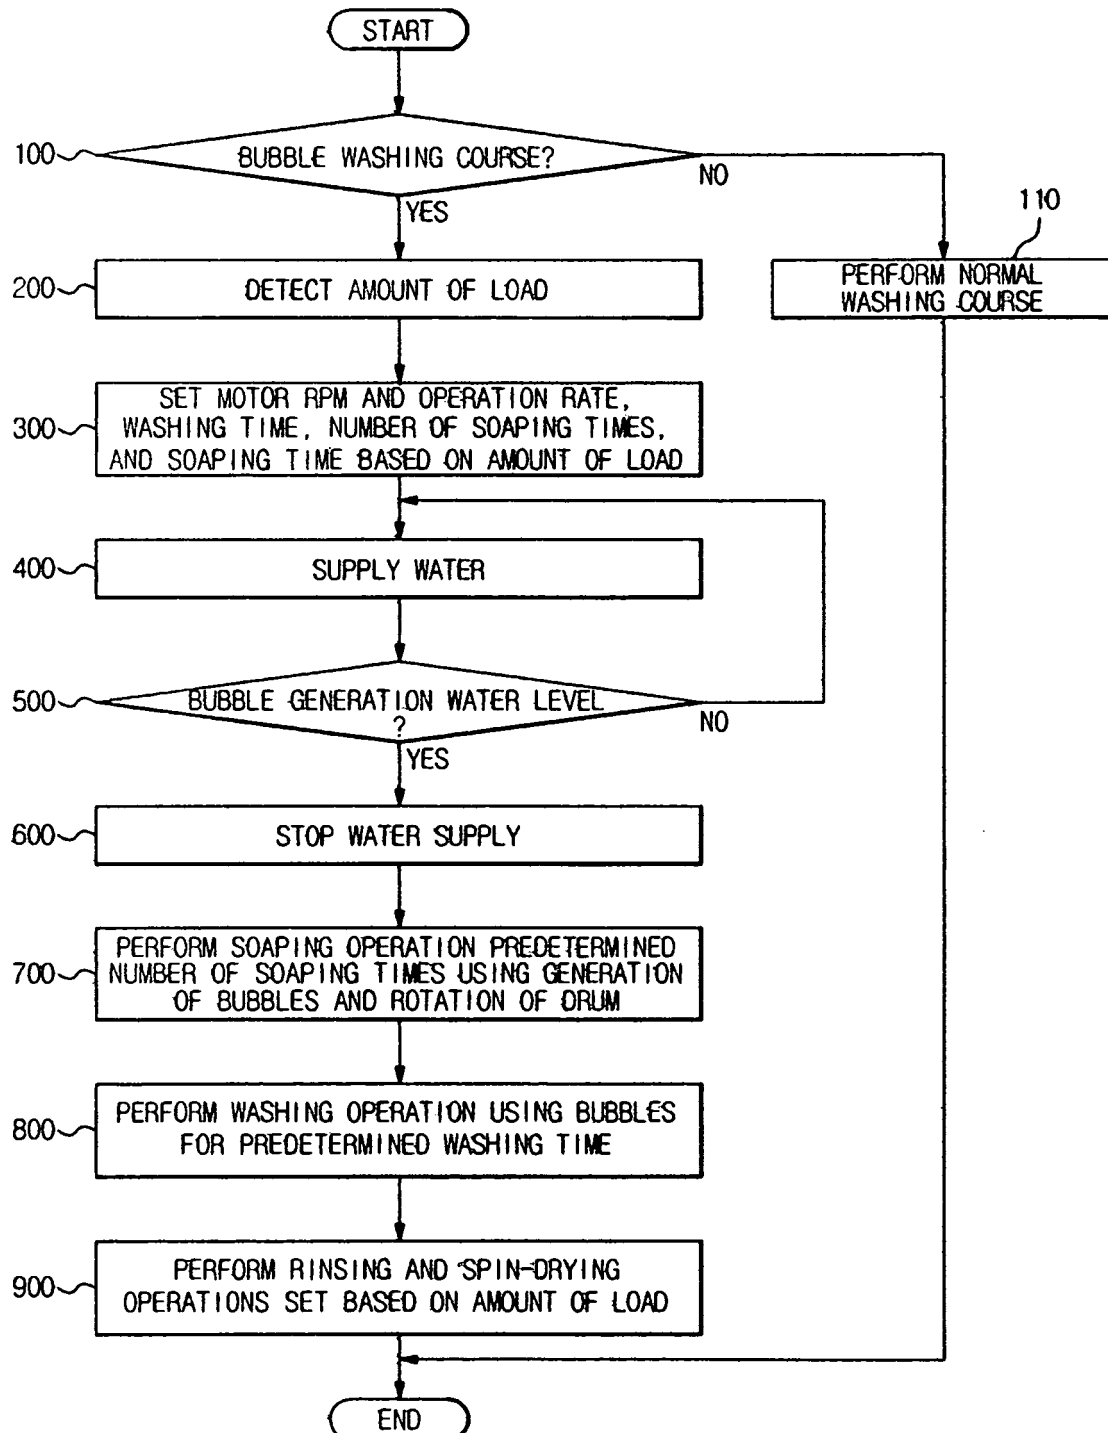 START
100
BUBBLE WASHING COURSE?
NO
YES
110
200
DETECT AMOUNT OF LOAD
PERFORM NORMAL
WASHING COURSE
300
SET MOTOR RPM AND OPERATION RATE,
WASHING TIME, NUMBER OF SOAPING TIMES,
AND SOAPING TIME BASED ON AMOUNT OF LOAD
400
SUPPLY WATER
500
BUBBLE GENERATION WATER LEVEL
?
NO
YES
600
STOP WATER SUPPLY
700
PERFORM SOAPING OPERATION PREDETERMINED
NUMBER OF SOAPING TIMES USING GENERATION
OF BUBBLES AND ROTATION OF DRUM
800
PERFORM WASHING OPERATION USING BUBBLES
FOR PREDETERMINED WASHING TIME
900
PERFORM RINSING AND SPIN-DRYING
OPERATIONS SET BASED ON AMOUNT OF LOAD
END